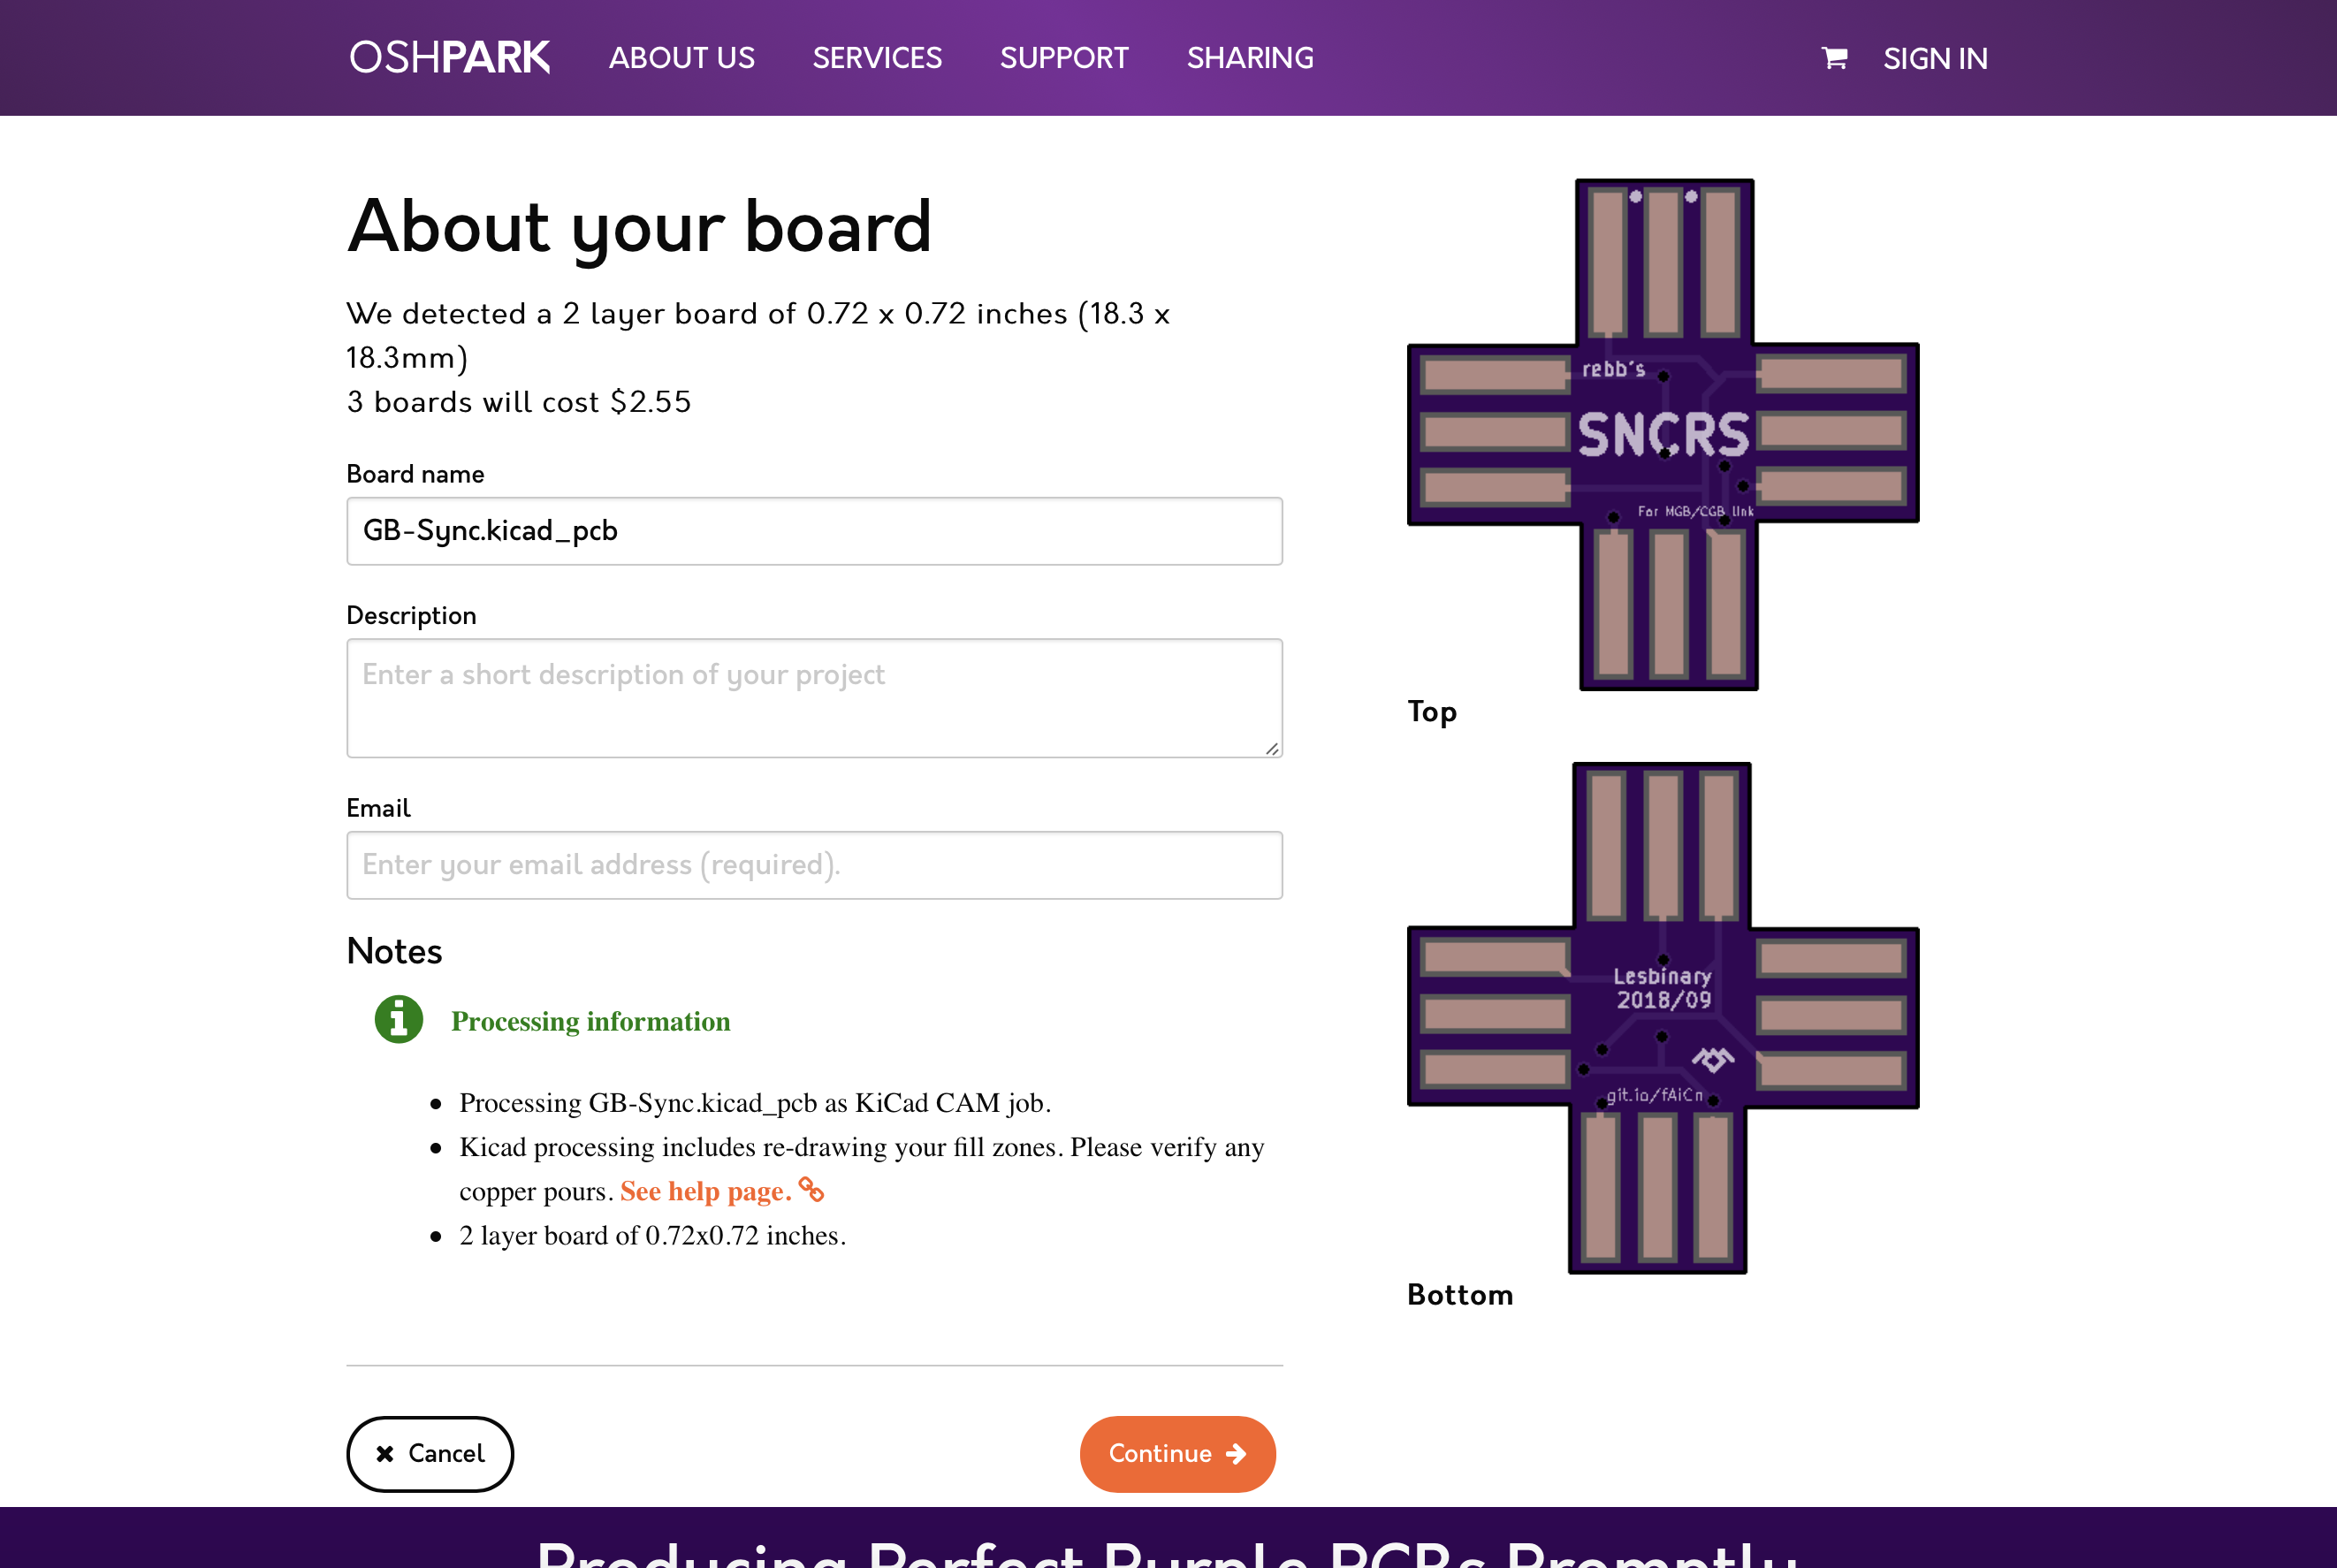 OSHPARK ABOUT US SERVICES SUPPORT SHARING SIGN IN
About your board
We detected a 2 layer board of 0.72 x 0.72 inches (18.3 x
18.3mm)
3 boards will cost $2.55
Board name
GB-Sync.kicad_pcb
Description
Enter a short description of your project
Email
Enter your email address (required).
Notes
Processing information
Processing GB-Sync.kicad_pcb as KiCad CAM job.
Kicad processing includes re-drawing your fill zones. Please verify any
copper pours. See help page.
2 layer board of 0.72x0.72 inches.
Cancel
Continue
rebb's
SNCRS
For MGB/CGB link
Top
Lesbinary
2018/09
git.io/fAiCn
Bottom
Producing Perfect Purple PCBs Promptly